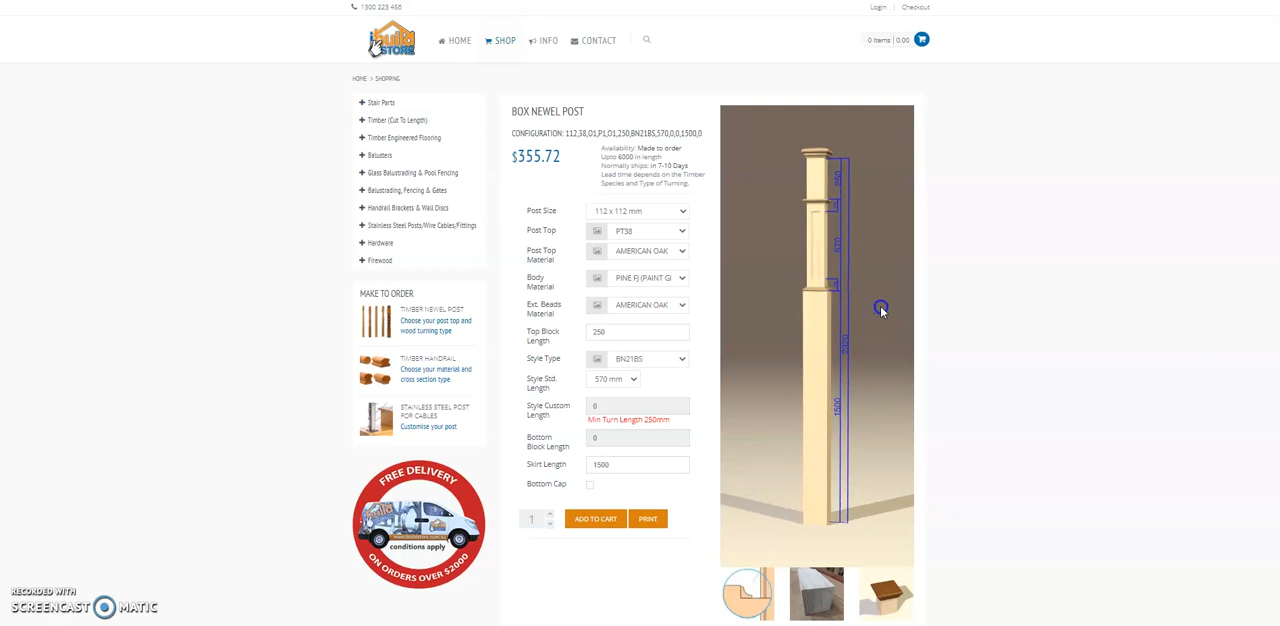 1300 223 456
Login
Checkout
ibuild
STORE
HOME
SHOP
INFO
CONTACT
0 Items | 0.00
HOME > SHOPPING
Stair Parts
Timber (Cut To Length)
Timber Engineered Flooring
Balusters
Glass Balustrading & Pool Fencing
Balustrading, Fencing & Gates
Handrail Brackets & Wall Discs
Stainless Steel Posts/Wire Cables/Fittings
Hardware
Firewood
MAKE TO ORDER
TIMBER NEWEL POST
Choose your post top and
wood turning type
TIMBER HANDRAIL
Choose your material and
cross section type
STAINLESS STEEL POST
FOR CABLES
Customise your post
FREE DELIVERY
conditions apply
ON ORDERS OVER $2000
BOX NEWEL POST
CONFIGURATION: 112,38,O1,P1,O1,250,BN21BS,570,0,0,1500,0
$355.72
Availability: Made to order
Upto 6000 in length
Normally ships: in 7-10 Days
Lead time depends on the Timber
Species and Type of Turning.
Post Size
112 x 112 mm
Post Top
PT38
Post Top
Material
AMERICAN OAK
Body
Material
PINE FJ (PAINT G
Ext. Beads
Material
AMERICAN OAK
Top Block
Length
250
Style Type
BN21BS
Style Std.
Length
570 mm
Style Custom
Length
0
Min Turn Length 250mm
Bottom
Block Length
0
Skirt Length
1500
Bottom Cap
1
ADD TO CART
PRINT
250
570
2320
1500
RECORDED WITH
SCREENCAST MATIC